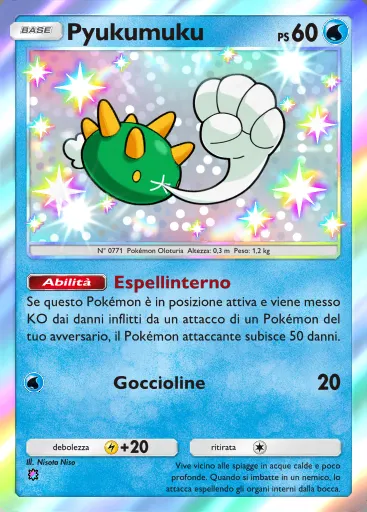 BASE Pyukumuku PS 60
N° 0771 Pokémon Oloturia Altezza: 0,3 m Peso: 1,2 kg
Abilità Espellinterno
Se questo Pokémon è in posizione attiva e viene messo
KO dai danni inflitti da un attacco di un Pokémon del
tuo avversario, il Pokémon attaccante subisce 50 danni.
Goccioline 20
debolezza +20 ritirata
Ill. Nisota Niso
Vive vicino alle spiagge in acque calde e poco
profonde. Quando si imbatte in un nemico, lo
attacca espellendo gli organi interni dalla bocca.